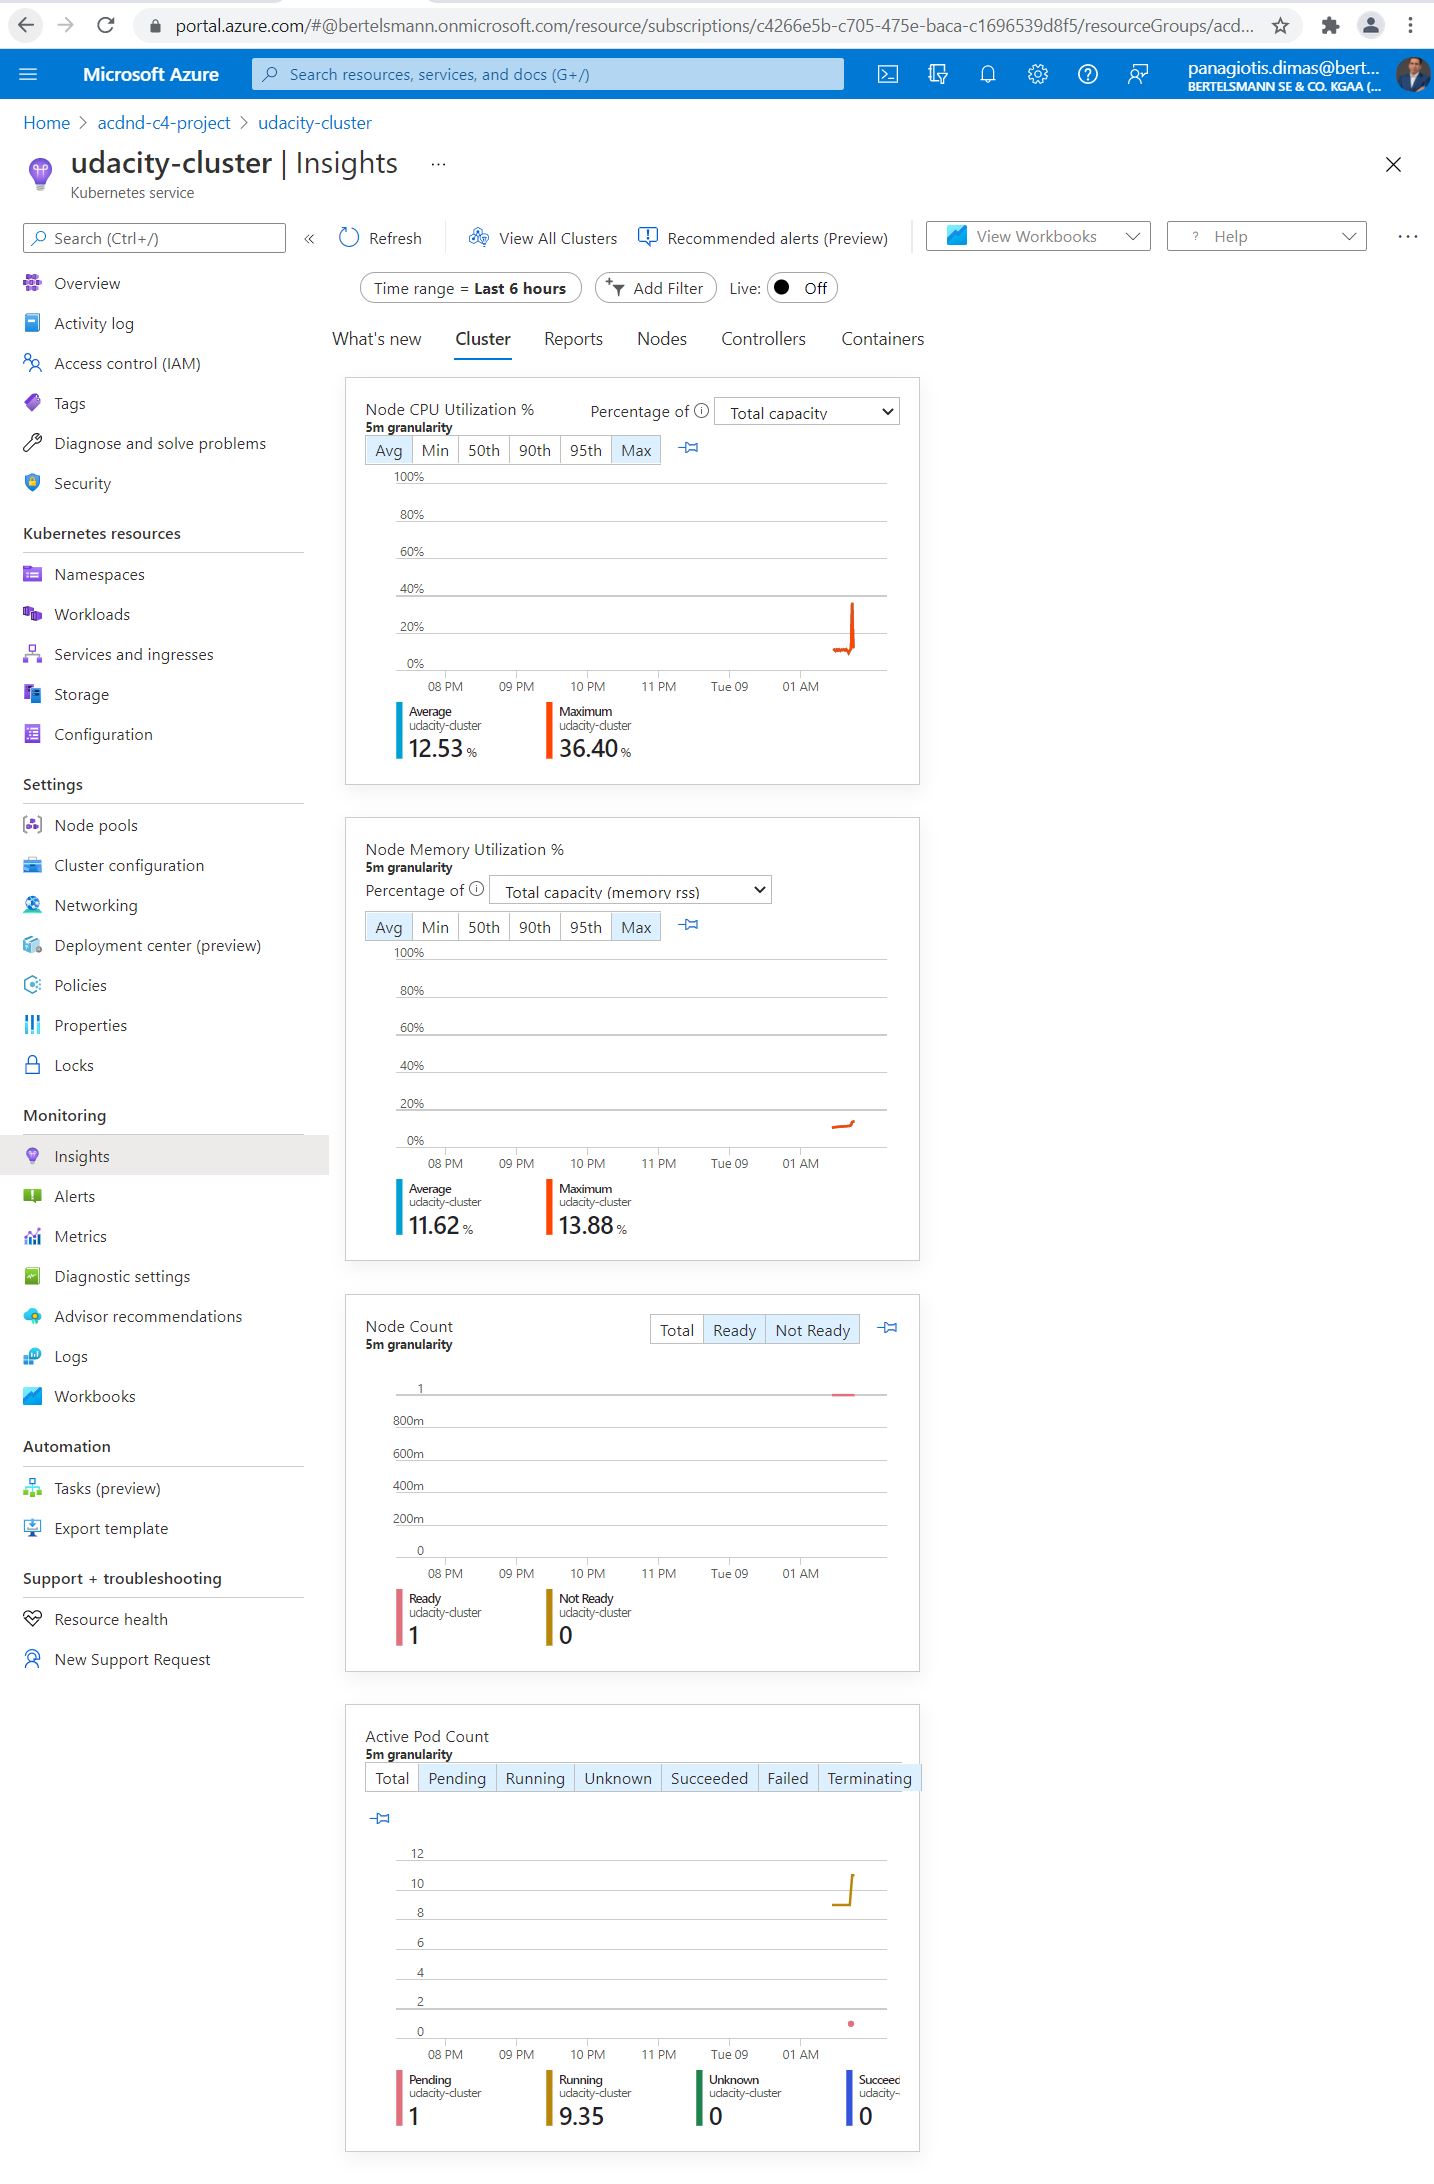 portal.azure.com/#@bertelsmann.onmicrosoft.com/resource/subscriptions/c4266e5b-c705-475e-baca-c1696539d8f5/resourceGroups/acd...
Microsoft Azure
Search resources, services, and docs (G+/)
panagiotis.dimas@bert...
BERTELSMANN SE & CO. KGAA (...
Home > acdnd-c4-project > udacity-cluster
udacity-cluster | Insights ...
Kubernetes service
Search (Ctrl+/)
«
Refresh
View All Clusters
Recommended alerts (Preview)
View Workbooks
? Help
...
Time range = Last 6 hours
Add Filter
Live: Off
What's new Cluster Reports Nodes Controllers Containers
Overview
Activity log
Access control (IAM)
Tags
Diagnose and solve problems
Security
Kubernetes resources
Namespaces
Workloads
Services and ingresses
Storage
Configuration
Settings
Node pools
Cluster configuration
Networking
Deployment center (preview)
Policies
Properties
Locks
Monitoring
Insights
Alerts
Metrics
Diagnostic settings
Advisor recommendations
Logs
Workbooks
Automation
Tasks (preview)
Export template
Support + troubleshooting
Resource health
New Support Request
Node CPU Utilization %
5m granularity
Percentage of Total capacity
Avg Min 50th 90th 95th Max
100%
80%
60%
40%
20%
0%
08 PM 09 PM 10 PM 11 PM Tue 09 01 AM
Average Maximum
udacity-cluster udacity-cluster
12.53 % 36.40 %
Node Memory Utilization %
5m granularity
Percentage of Total capacity (memory rss)
Avg Min 50th 90th 95th Max
100%
80%
60%
40%
20%
0%
08 PM 09 PM 10 PM 11 PM Tue 09 01 AM
Average Maximum
udacity-cluster udacity-cluster
11.62 % 13.88 %
Node Count
5m granularity
Total Ready Not Ready
1
800m
600m
400m
200m
0
08 PM 09 PM 10 PM 11 PM Tue 09 01 AM
Ready Not Ready
udacity-cluster udacity-cluster
1 0
Active Pod Count
5m granularity
Total Pending Running Unknown Succeeded Failed Terminating
12
10
8
6
4
2
0
08 PM 09 PM 10 PM 11 PM Tue 09 01 AM
Pending Running Unknown Succeed
udacity-cluster udacity-cluster udacity-cluster udacity-
1 9.35 0 0